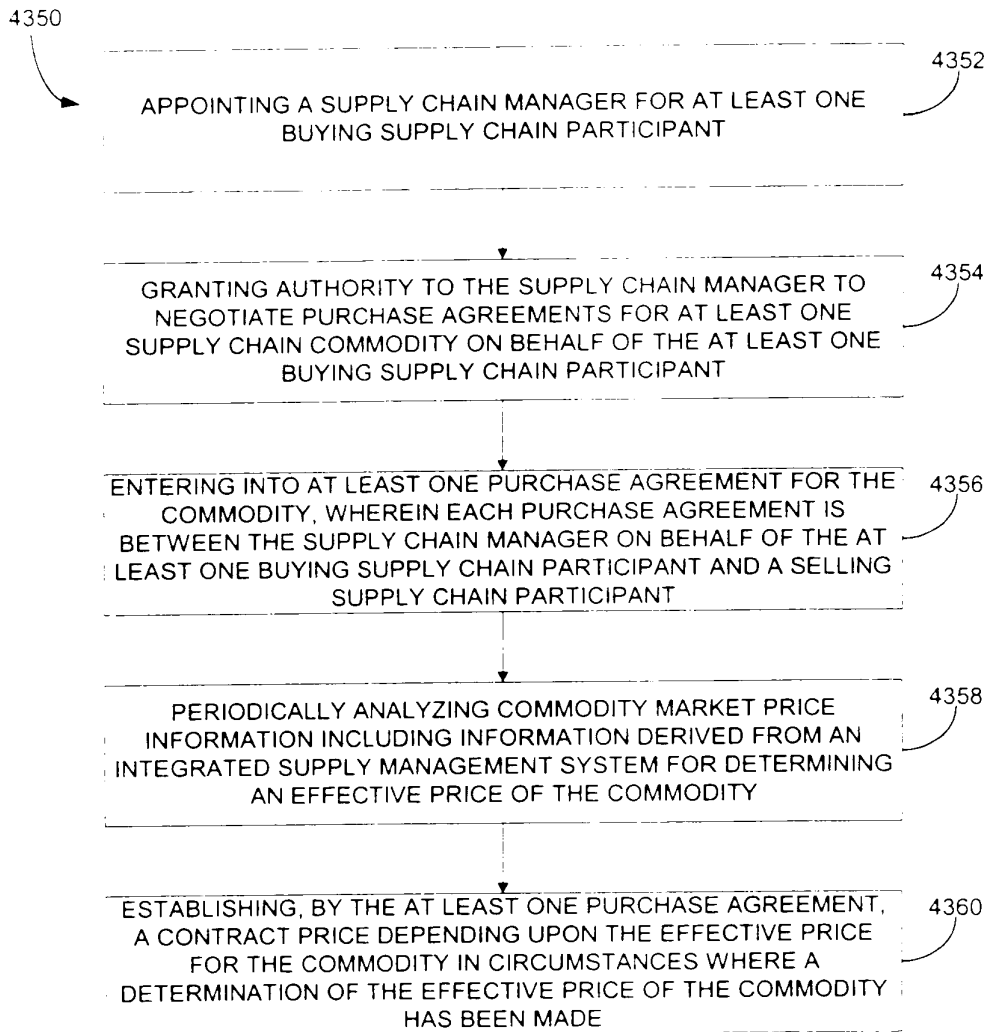 4350
4352
APPOINTING A SUPPLY CHAIN MANAGER FOR AT LEAST ONE
BUYING SUPPLY CHAIN PARTICIPANT
4354
GRANTING AUTHORITY TO THE SUPPLY CHAIN MANAGER TO
NEGOTIATE PURCHASE AGREEMENTS FOR AT LEAST ONE
SUPPLY CHAIN COMMODITY ON BEHALF OF THE AT LEAST ONE
BUYING SUPPLY CHAIN PARTICIPANT
4356
ENTERING INTO AT LEAST ONE PURCHASE AGREEMENT FOR THE
COMMODITY, WHEREIN EACH PURCHASE AGREEMENT IS
BETWEEN THE SUPPLY CHAIN MANAGER ON BEHALF OF THE AT
LEAST ONE BUYING SUPPLY CHAIN PARTICIPANT AND A SELLING
SUPPLY CHAIN PARTICIPANT
4358
PERIODICALLY ANALYZING COMMODITY MARKET PRICE
INFORMATION INCLUDING INFORMATION DERIVED FROM AN
INTEGRATED SUPPLY MANAGEMENT SYSTEM FOR DETERMINING
AN EFFECTIVE PRICE OF THE COMMODITY
4360
ESTABLISHING, BY THE AT LEAST ONE PURCHASE AGREEMENT,
A CONTRACT PRICE DEPENDING UPON THE EFFECTIVE PRICE
FOR THE COMMODITY IN CIRCUMSTANCES WHERE A
DETERMINATION OF THE EFFECTIVE PRICE OF THE COMMODITY
HAS BEEN MADE